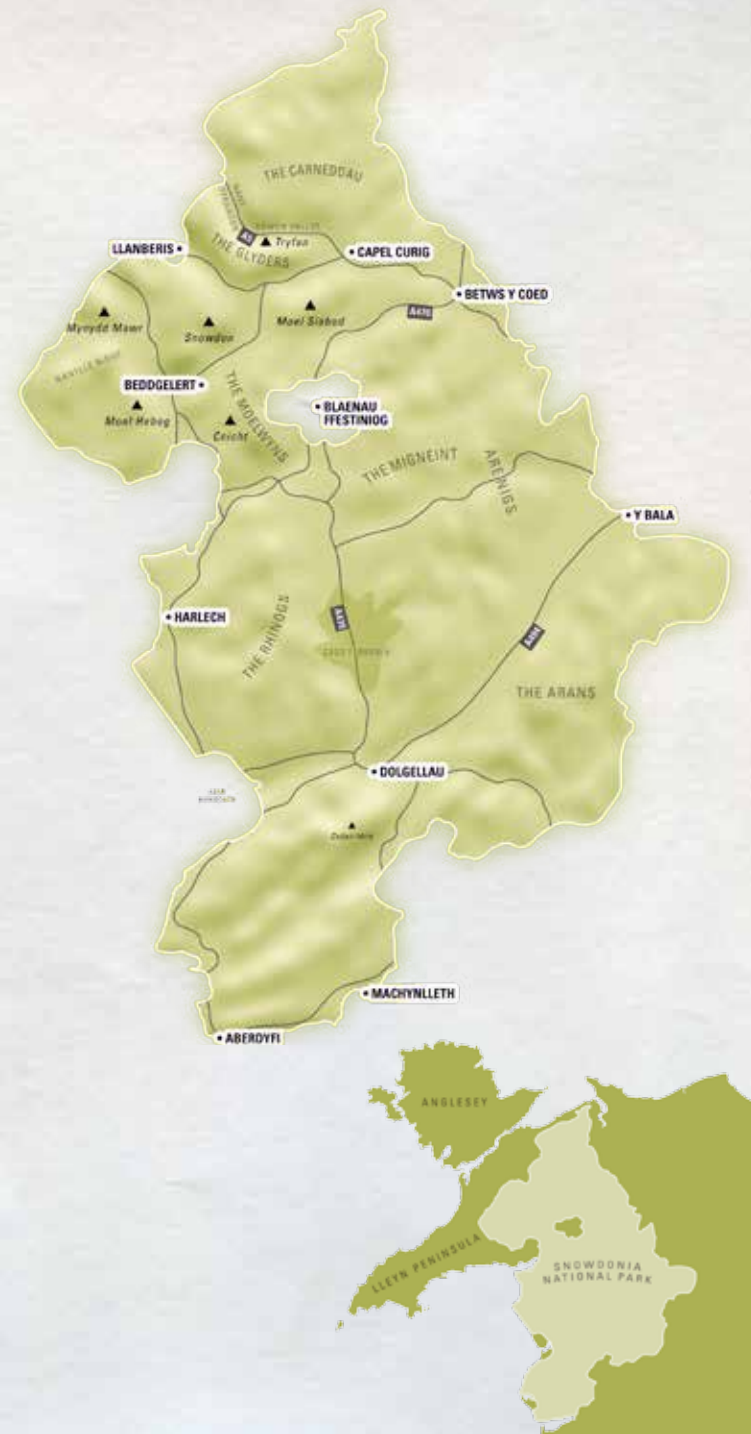 THE CARNEDDAU
A5
Tryfan
THE GLYDERS
LLANBERIS
CAPEL CURIG
BETWS Y COED
Mynydd Mawr
Snowdon
Moel Siabod
A470
BEDDGELERT
THE MOELWYNS
BLAENAU
FFESTINIOG
Moel Hebog
Cnicht
THE MIGNEINT
ARENIGS
Y BALA
HARLECH
THE RHINOGS
A470
A494
THE ARANS
DOLGELLAU
MACHYNLLETH
ABERDYFI
ANGLESEY
LLEYN PENINSULA
SNOWDONIA
NATIONAL PARK